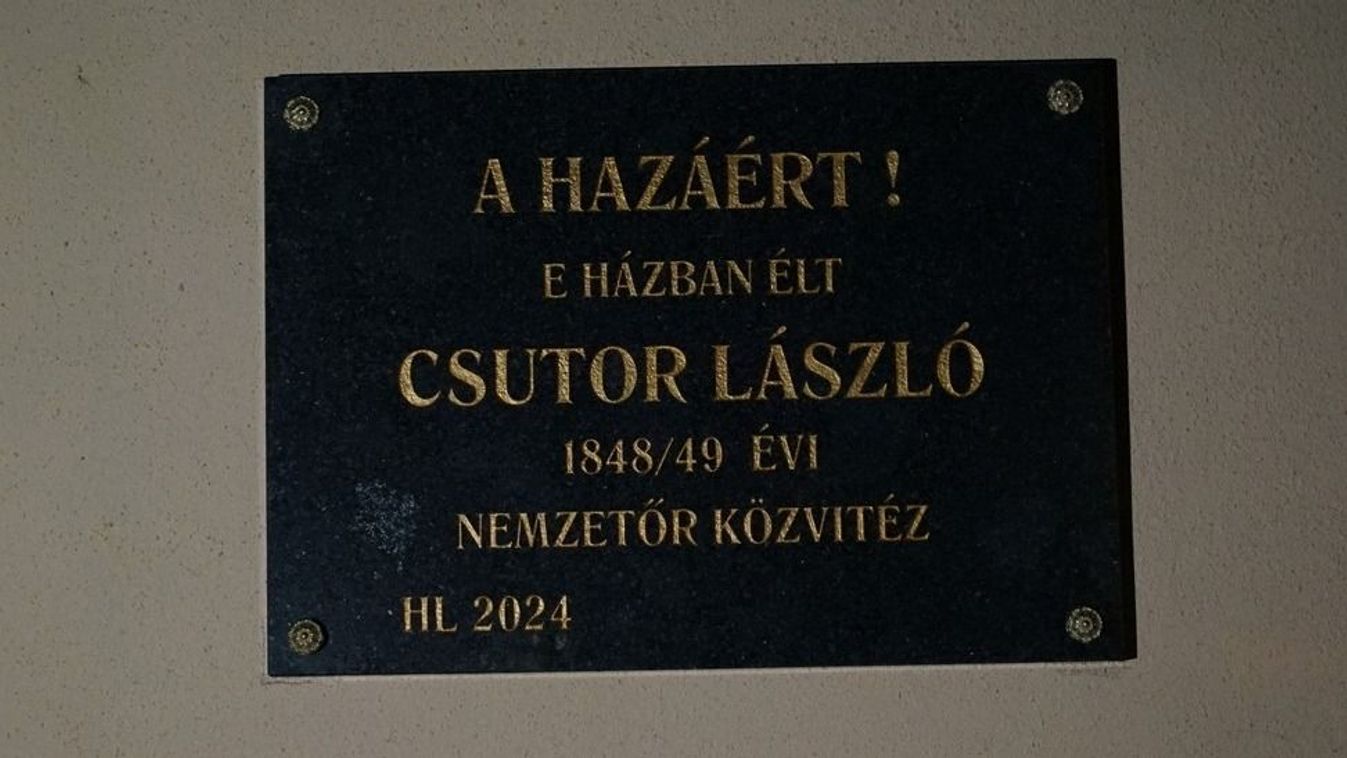 A HAZÁÉRT !
E HÁZBAN ÉLT
CSUTOR LÁSZLÓ
1848/49 ÉVI
NEMZETŐR KÖZVITÉZ
HL 2024